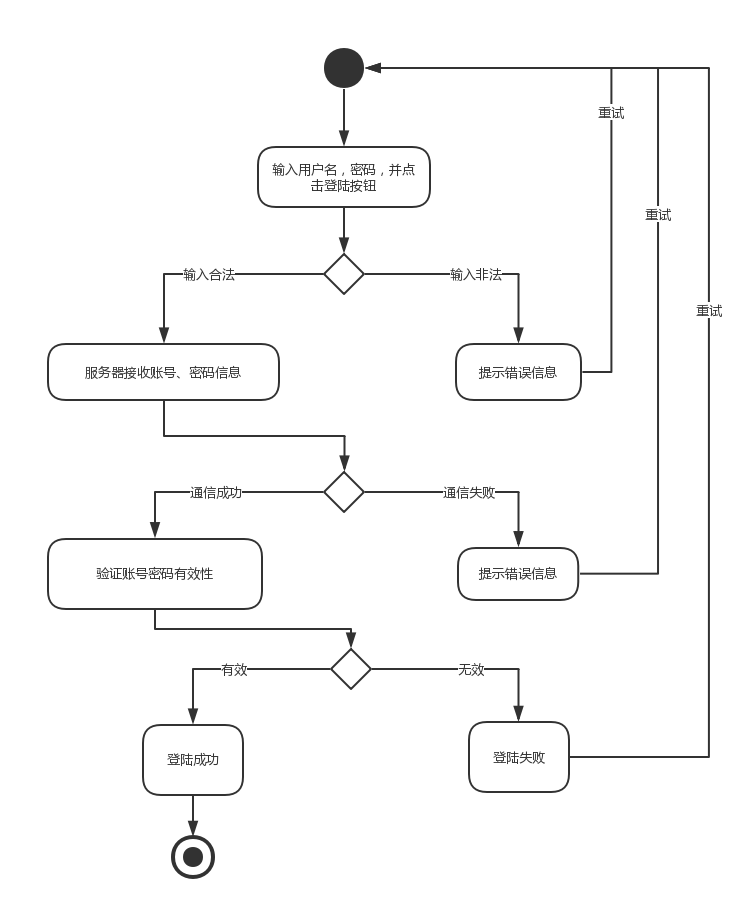 重试
输入用户名，密码，并点
击登陆按钮
重试
输入合法
输入非法
重试
服务器接收账号、密码信息
提示错误信息
通信成功
通信失败
验证账号密码有效性
提示错误信息
有效
无效
登陆成功
登陆失败